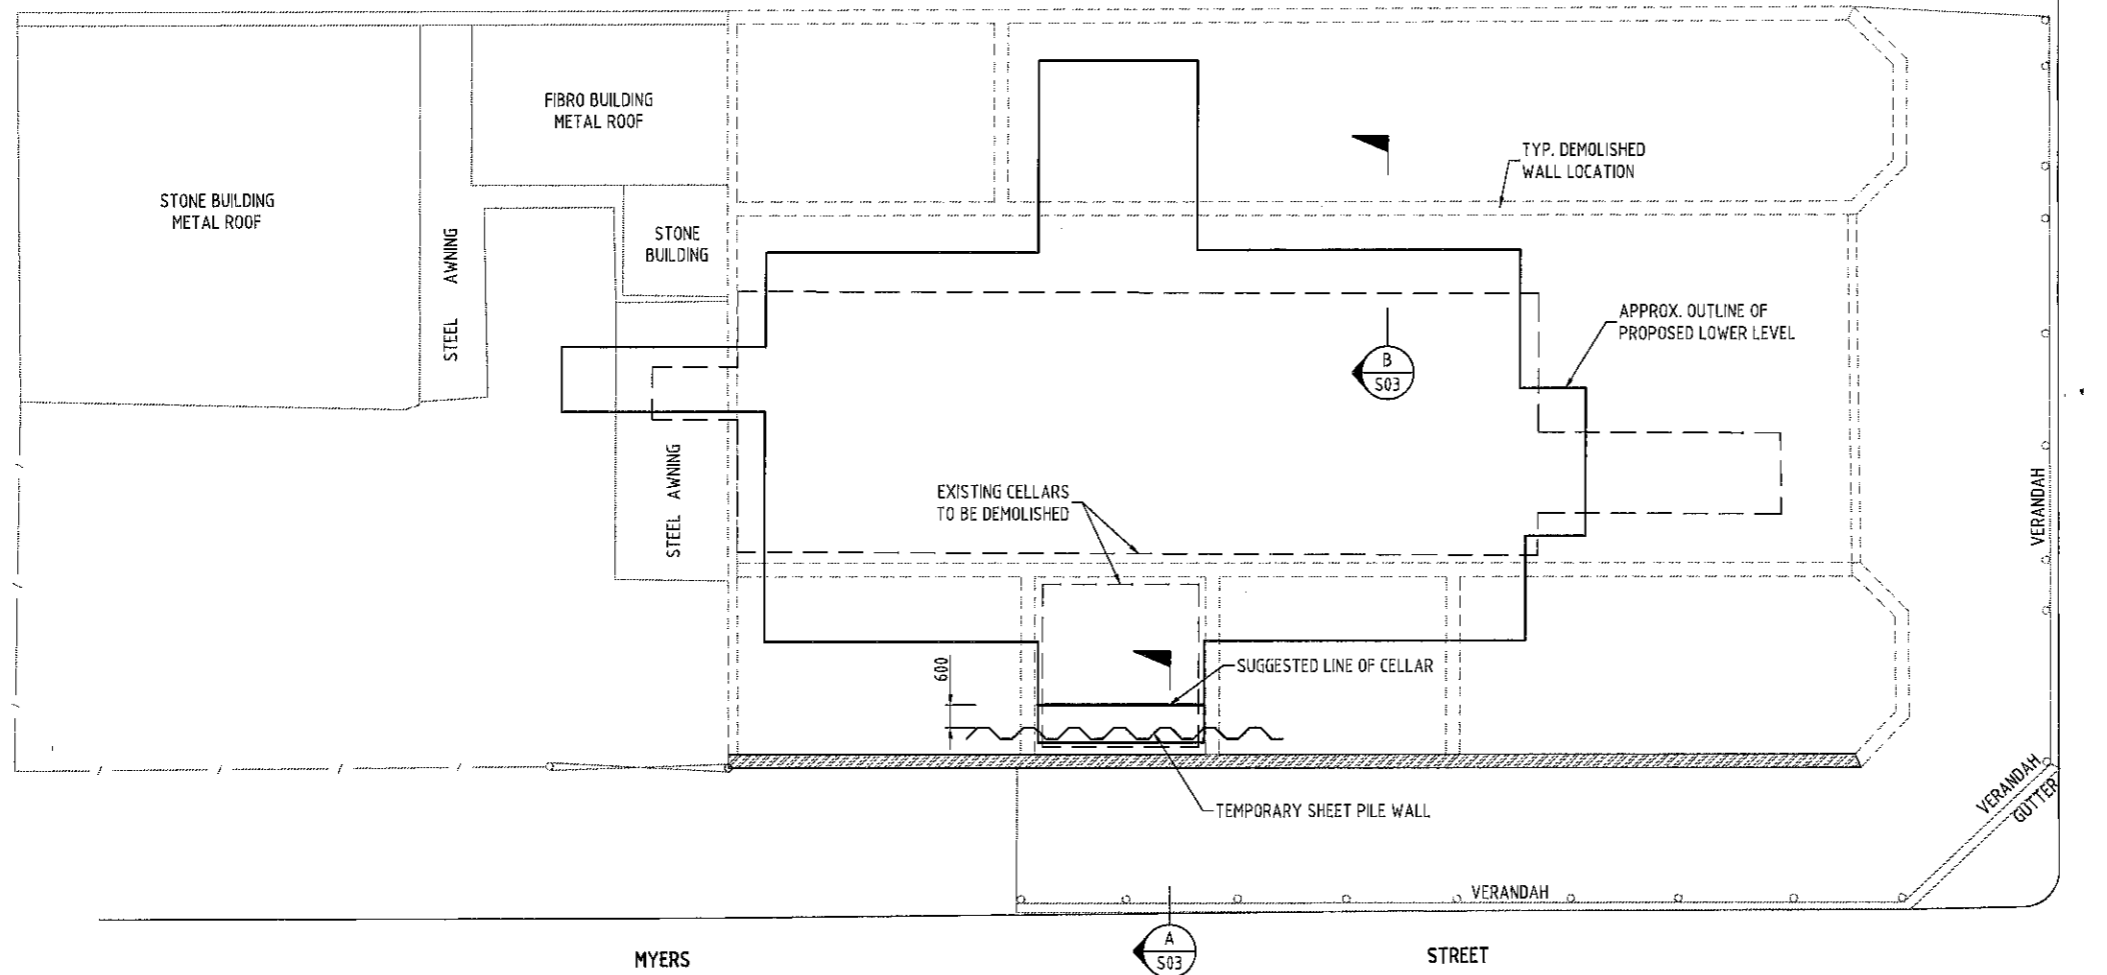 FIBRO BUILDING
METAL ROOF
TYP. DEMOLISHED
WALL LOCATION
STONE BUILDING
METAL ROOF
STONE
BUILDING
STEEL AWNING
APPROX. OUTLINE OF
PROPOSED LOWER LEVEL
B
S03
EXISTING CELLARS
TO BE DEMOLISHED
STEEL AWNING
VERANDAH
600
SUGGESTED LINE OF CELLAR
TEMPORARY SHEET PILE WALL
VERANDAH
GUTTER
VERANDAH
A
S03
MYERS STREET